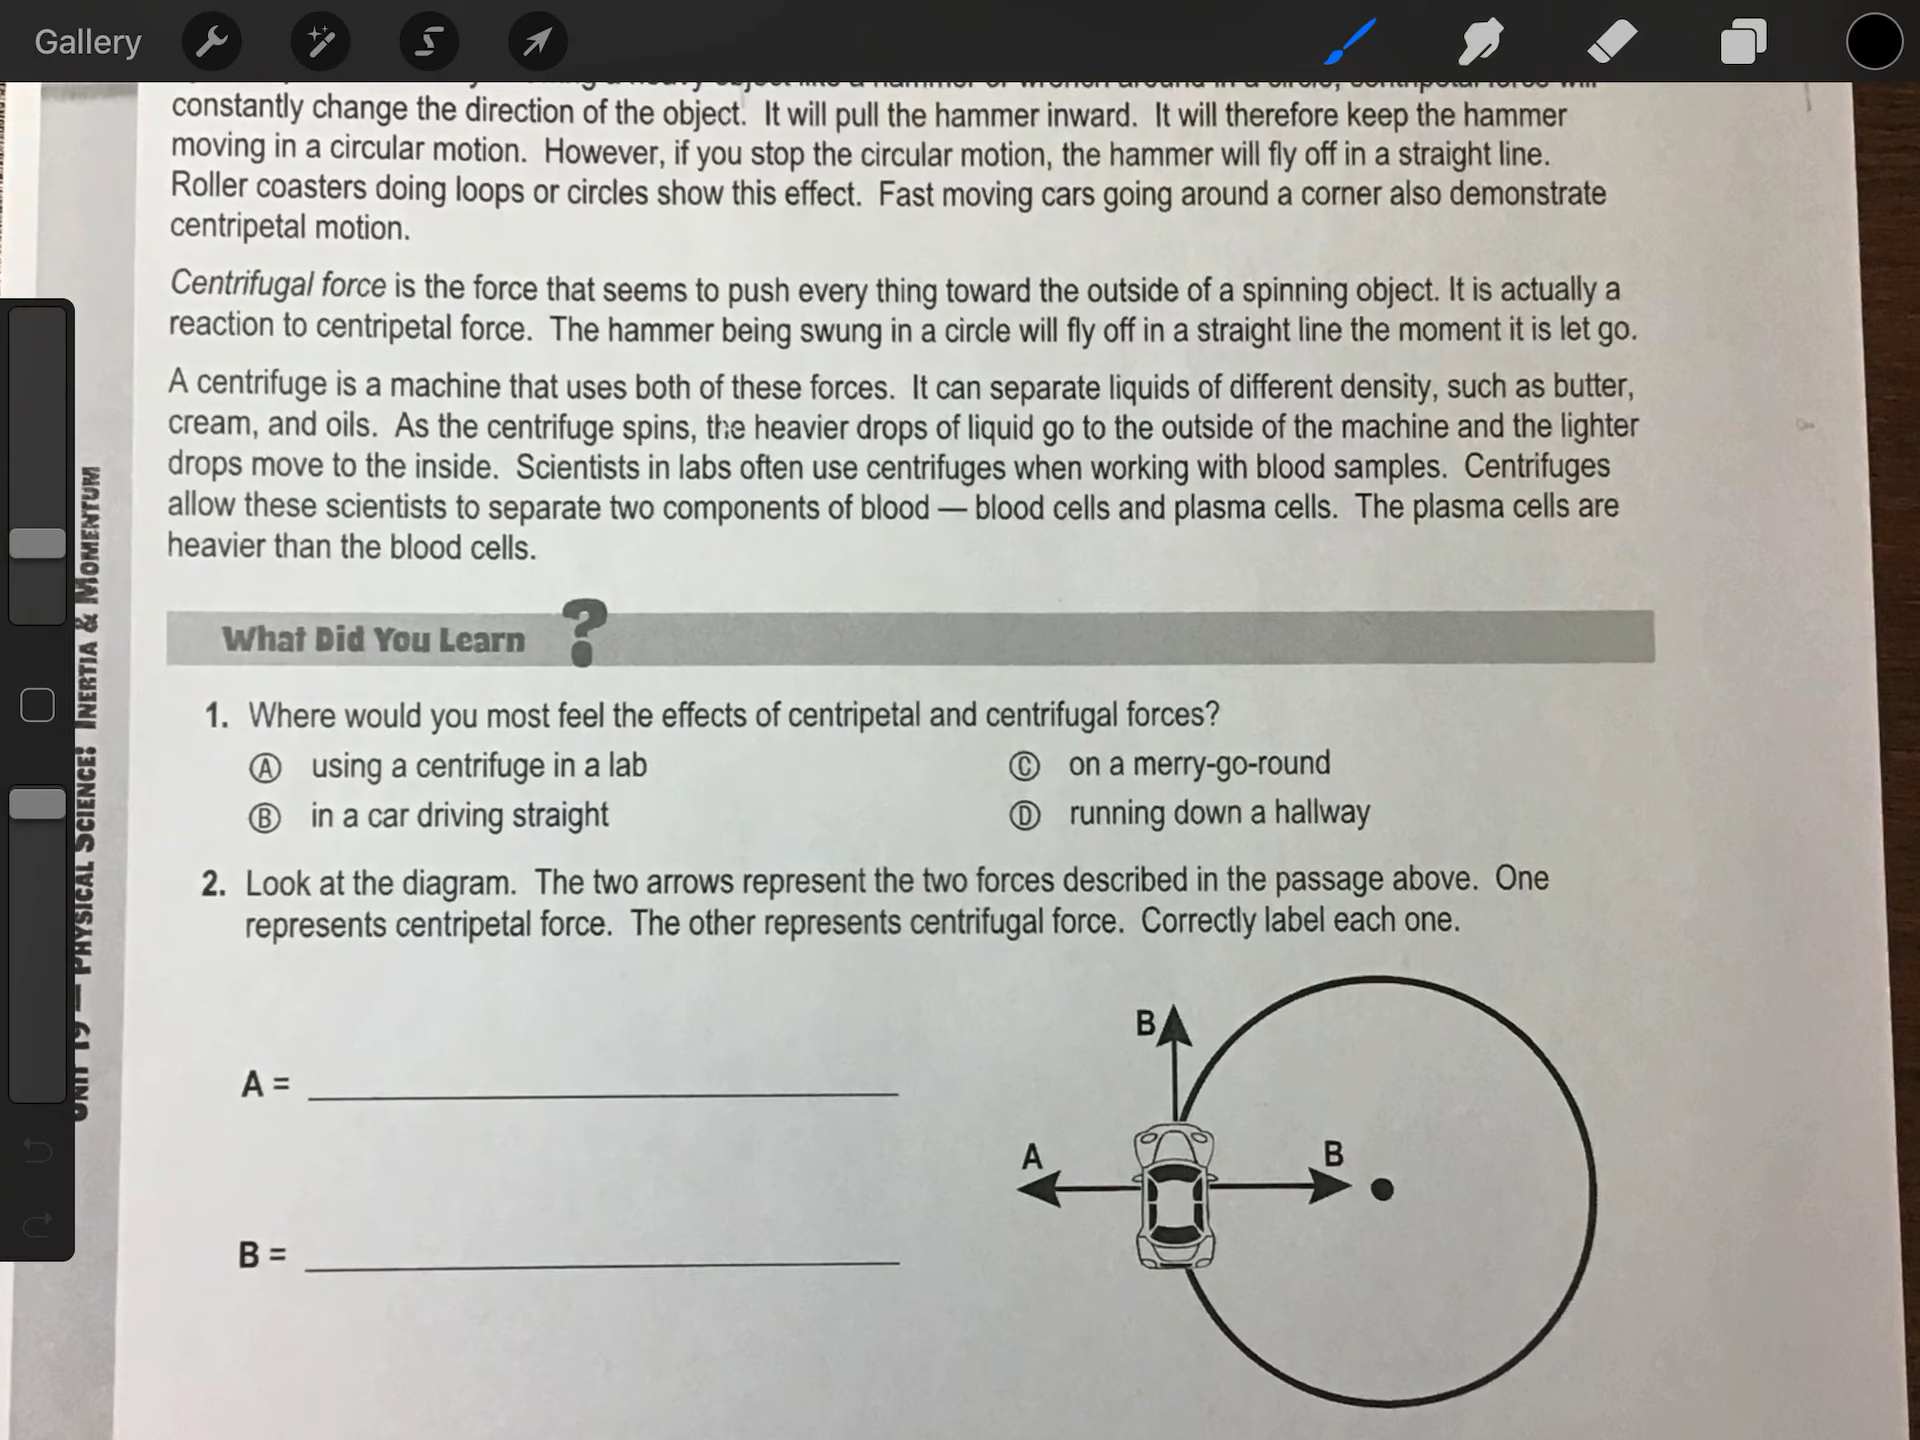 Gallery
constantly change the direction of the object. It will pull the hammer inward. It will therefore keep the hammer
moving in a circular motion. However, if you stop the circular motion, the hammer will fly off in a straight line.
Roller coasters doing loops or circles show this effect. Fast moving cars going around a corner also demonstrate
centripetal motion.
Centrifugal force is the force that seems to push every thing toward the outside of a spinning object. It is actually a
reaction to centripetal force. The hammer being swung in a circle will fly off in a straight line the moment it is let go.
A centrifuge is a machine that uses both of these forces. It can separate liquids of different density, such as butter,
cream, and oils. As the centrifuge spins, the heavier drops of liquid go to the outside of the machine and the lighter
drops move to the inside. Scientists in labs often use centrifuges when working with blood samples. Centrifuges
allow these scientists to separate two components of blood — blood cells and plasma cells. The plasma cells are
heavier than the blood cells.
UNIT 19 — PHYSICAL SCIENCE: INERTIA & MOMENTUM
What Did You Learn ?
1. Where would you most feel the effects of centripetal and centrifugal forces?
Ⓐ using a centrifuge in a lab
Ⓑ in a car driving straight
Ⓒ on a merry-go-round
Ⓓ running down a hallway
2. Look at the diagram. The two arrows represent the two forces described in the passage above. One
represents centripetal force. The other represents centrifugal force. Correctly label each one.
A =
B =
B
A
B